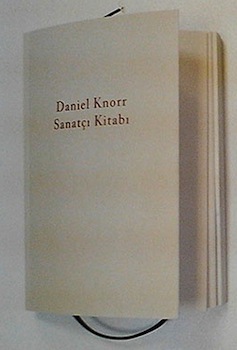 Daniel Knorr
Sanatçı Kitabı